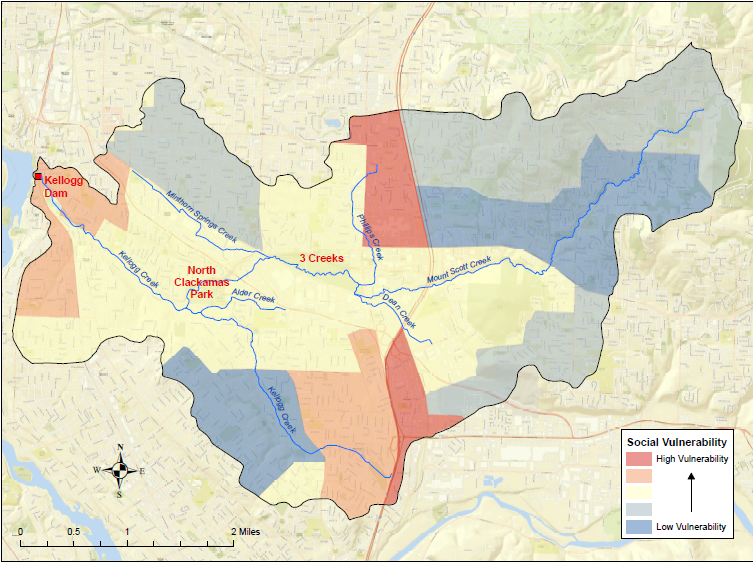 Kellogg
Dam
Minthorn Springs Creek
Phillips Creek
3 Creeks
Kellogg Creek
North
Clackamas
Park
Mount Scott Creek
Alder Creek
Dean Creek
Kellogg Creek
N
W
E
S
0
0.5
1
2 Miles
Social Vulnerability
High Vulnerability
Low Vulnerability